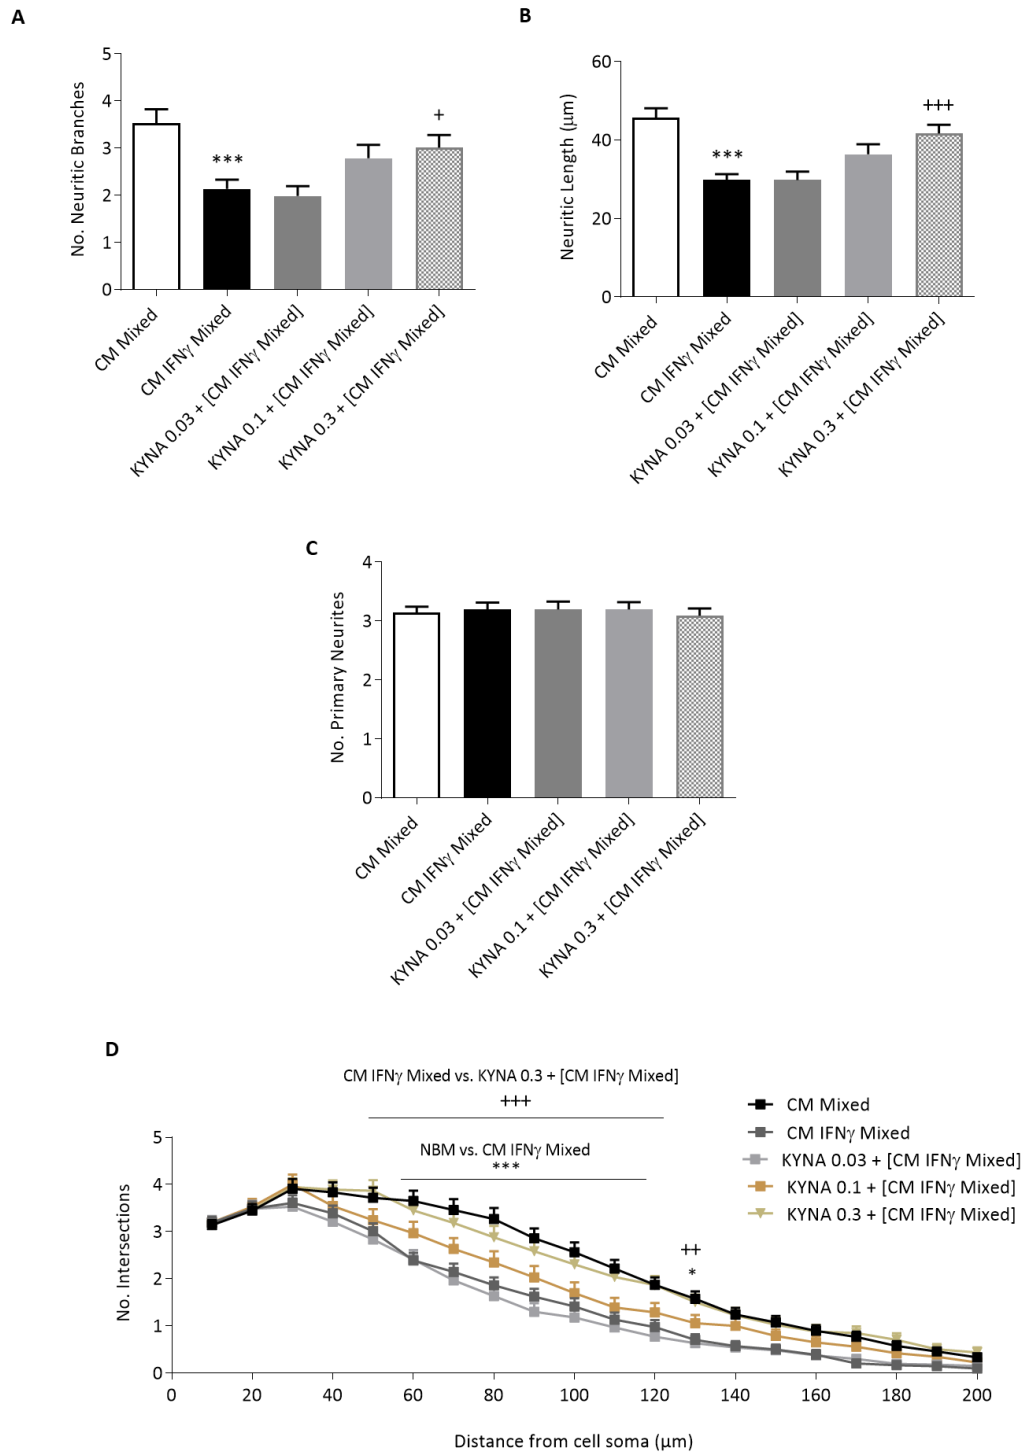 A
No. Neuritic Branches
5
4
3
2
1
0
***
+
CM Mixed
CM IFNγ Mixed
KYNA 0.03 + [CM IFNγ Mixed]
KYNA 0.1 + [CM IFNγ Mixed]
KYNA 0.3 + [CM IFNγ Mixed]
B
Neuritic Length (μm)
60
40
20
0
***
+++
CM Mixed
CM IFNγ Mixed
KYNA 0.03 + [CM IFNγ Mixed]
KYNA 0.1 + [CM IFNγ Mixed]
KYNA 0.3 + [CM IFNγ Mixed]
C
No. Primary Neurites
4
3
2
1
0
CM Mixed
CM IFNγ Mixed
KYNA 0.03 + [CM IFNγ Mixed]
KYNA 0.1 + [CM IFNγ Mixed]
KYNA 0.3 + [CM IFNγ Mixed]
D
CM IFNγ Mixed vs. KYNA 0.3 + [CM IFNγ Mixed]
+++
NBM vs. CM IFNγ Mixed
***
++
*
CM Mixed
CM IFNγ Mixed
KYNA 0.03 + [CM IFNγ Mixed]
KYNA 0.1 + [CM IFNγ Mixed]
KYNA 0.3 + [CM IFNγ Mixed]
No. Intersections
5
4
3
2
1
0
0 20 40 60 80 100 120 140 160 180 200
Distance from cell soma (μm)